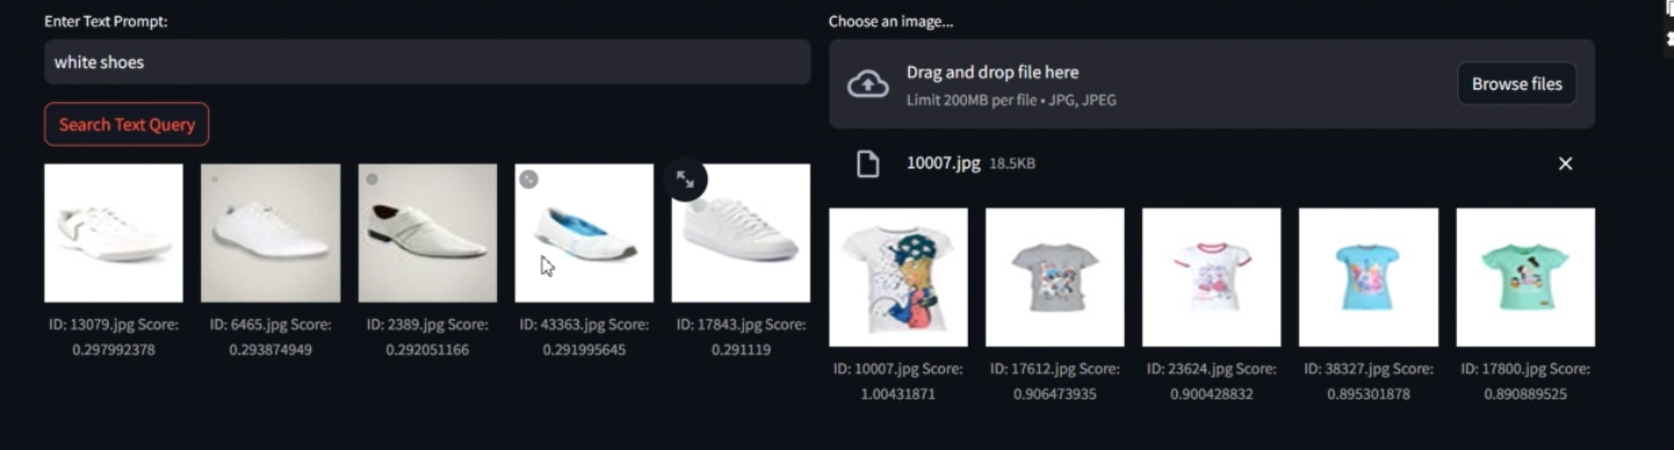 Enter Text Prompt:
white shoes
Search Text Query
ID: 13079.jpg Score:
0.297992378
ID: 6465.jpg Score:
0.293874949
ID: 2389.jpg Score:
0.292051166
ID: 43363.jpg Score:
0.291995645
ID: 17843.jpg Score:
0.291119
Choose an image...
Drag and drop file here
Limit 200MB per file • JPG, JPEG
Browse files
10007.jpg 18.5KB
ID: 10007.jpg Score:
1.00431871
ID: 17612.jpg Score:
0.906473935
ID: 23624.jpg Score:
0.900428832
ID: 38327.jpg Score:
0.895301878
ID: 17800.jpg Score:
0.890889525